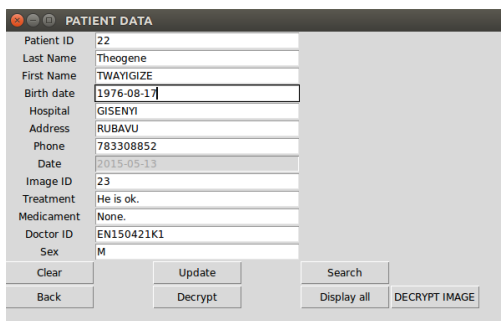 PATIENT DATA
Patient ID 22
Last Name Theogene
First Name TWAYIGIZE
Birth date 1976-08-17
Hospital GISENYI
Address RUBAVU
Phone 783308852
Date 2015-05-13
Image ID 23
Treatment He is ok.
Medicament None.
Doctor ID EN150421K1
Sex M
Clear Update Search
Back Decrypt Display all DECRYPT IMAGE